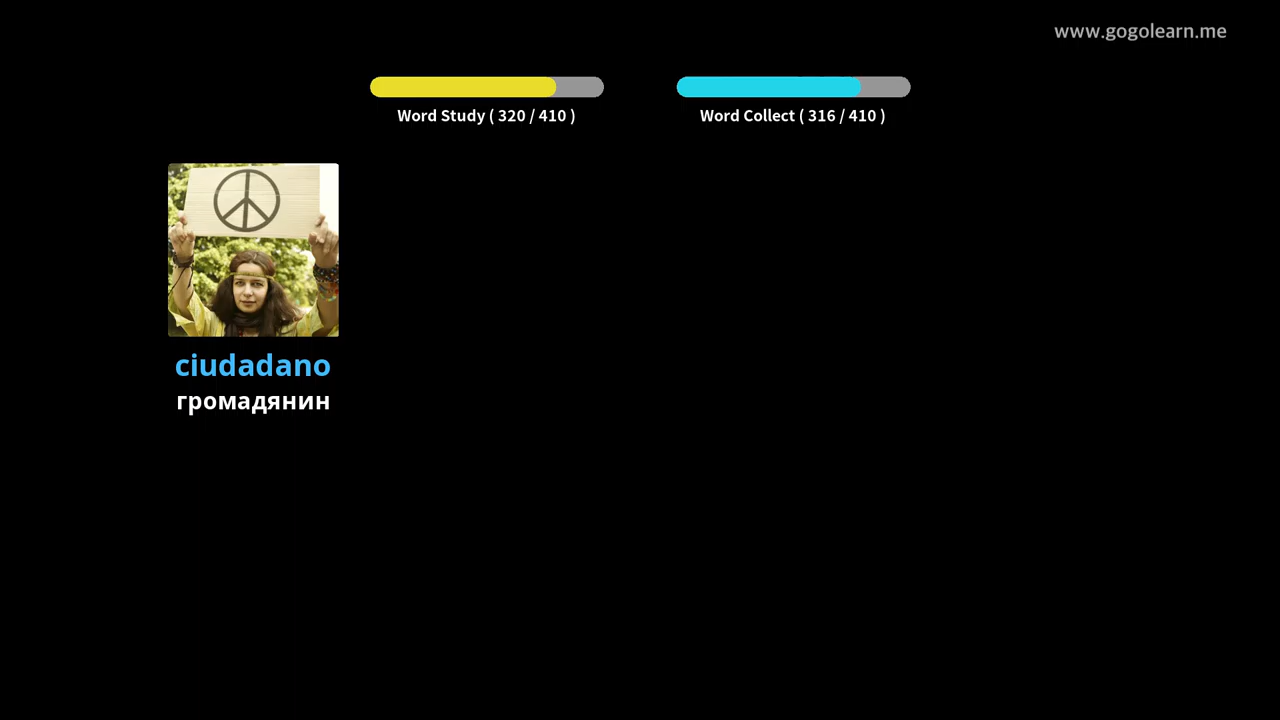 www.gogolearn.me
Word Study ( 320 / 410 )
Word Collect ( 316 / 410 )
ciudadano
громадянин